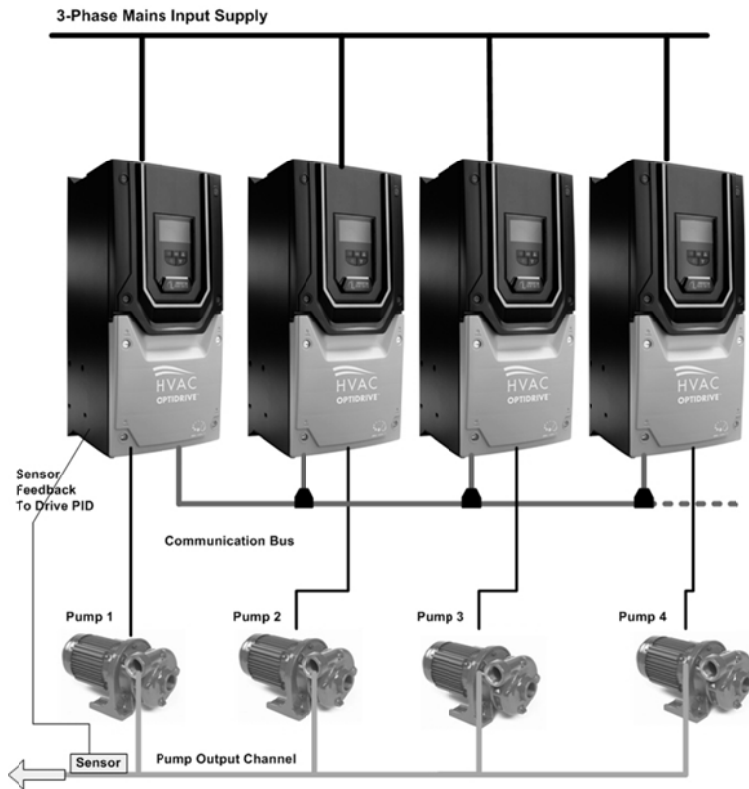 3-Phase Mains Input Supply
HVAC
OPTIDRIVE
HVAC
OPTIDRIVE
HVAC
OPTIDRIVE
HVAC
OPTIDRIVE
Sensor
Feedback
To Drive PID
Communication Bus
Pump 1
Pump 2
Pump 3
Pump 4
Sensor
Pump Output Channel